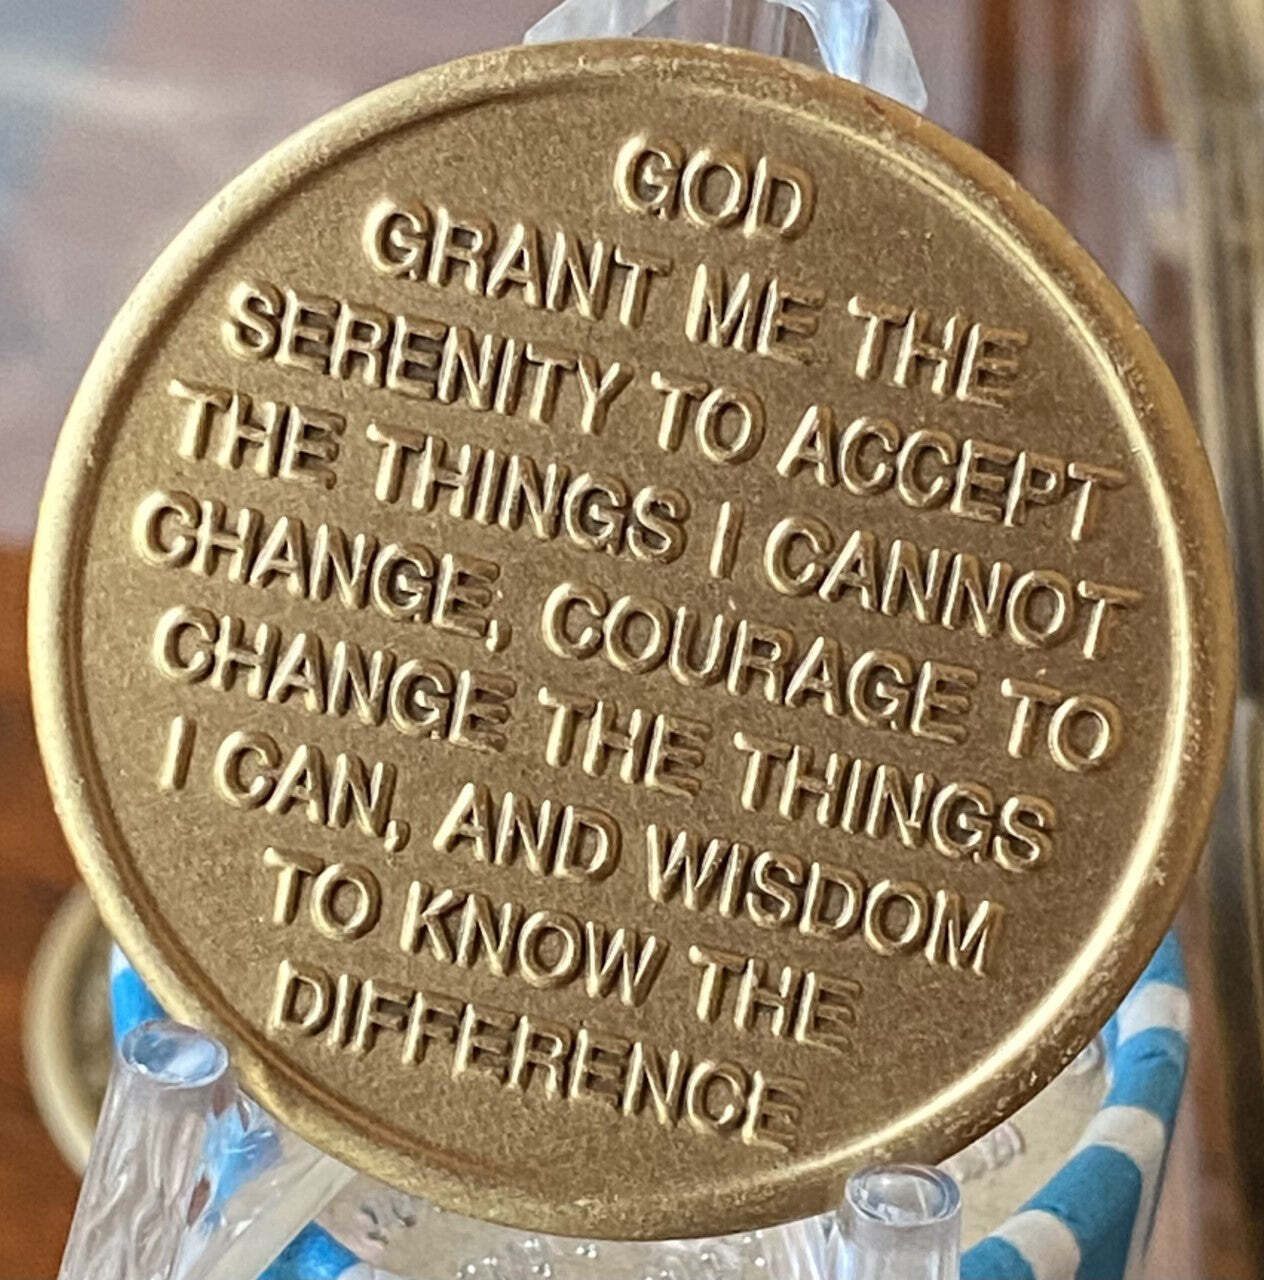 GOD
GRANT ME THE
SERENITY TO ACCEPT
THE THINGS I CANNOT
CHANGE, COURAGE TO
CHANGE THE THINGS
I CAN, AND WISDOM
TO KNOW THE
DIFFERENCE